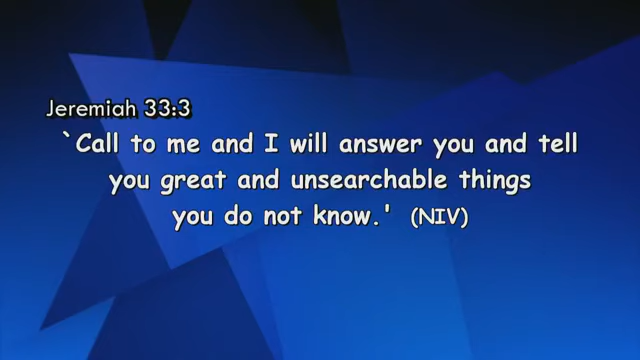 Jeremiah 33:3
`Call to me and I will answer you and tell
you great and unsearchable things
you do not know.' (NIV)